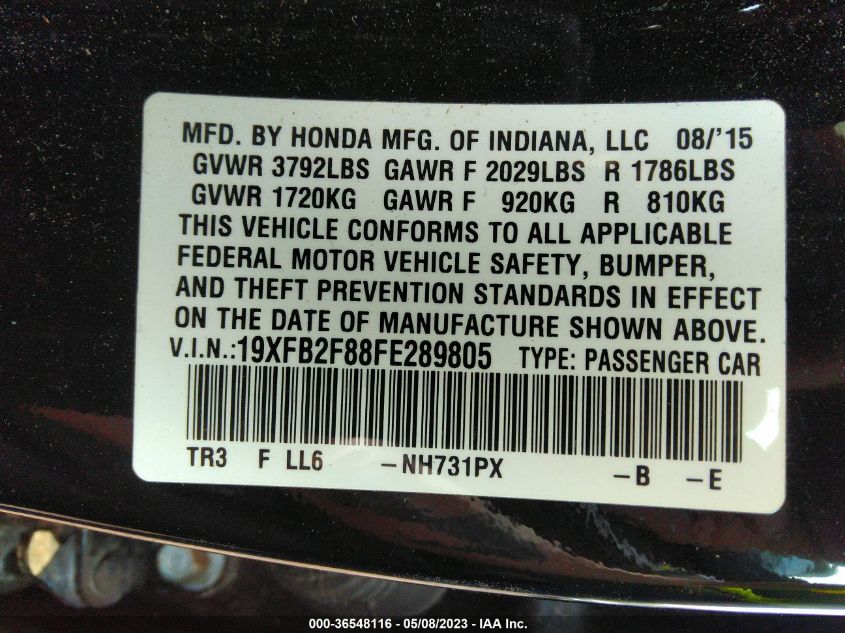 MFD. BY HONDA MFG. OF INDIANA, LLC 08/'15
GVWR 3792LBS GAWR F 2029LBS R 1786LBS
GVWR 1720KG GAWR F 920KG R 810KG
THIS VEHICLE CONFORMS TO ALL APPLICABLE
FEDERAL MOTOR VEHICLE SAFETY, BUMPER,
AND THEFT PREVENTION STANDARDS IN EFFECT
ON THE DATE OF MANUFACTURE SHOWN ABOVE.
V.I.N.:19XFB2F88FE289805 TYPE: PASSENGER CAR
TR3 F LL6 –NH731PX –B –E
000-36548116 - 05/08/2023 - IAA Inc.